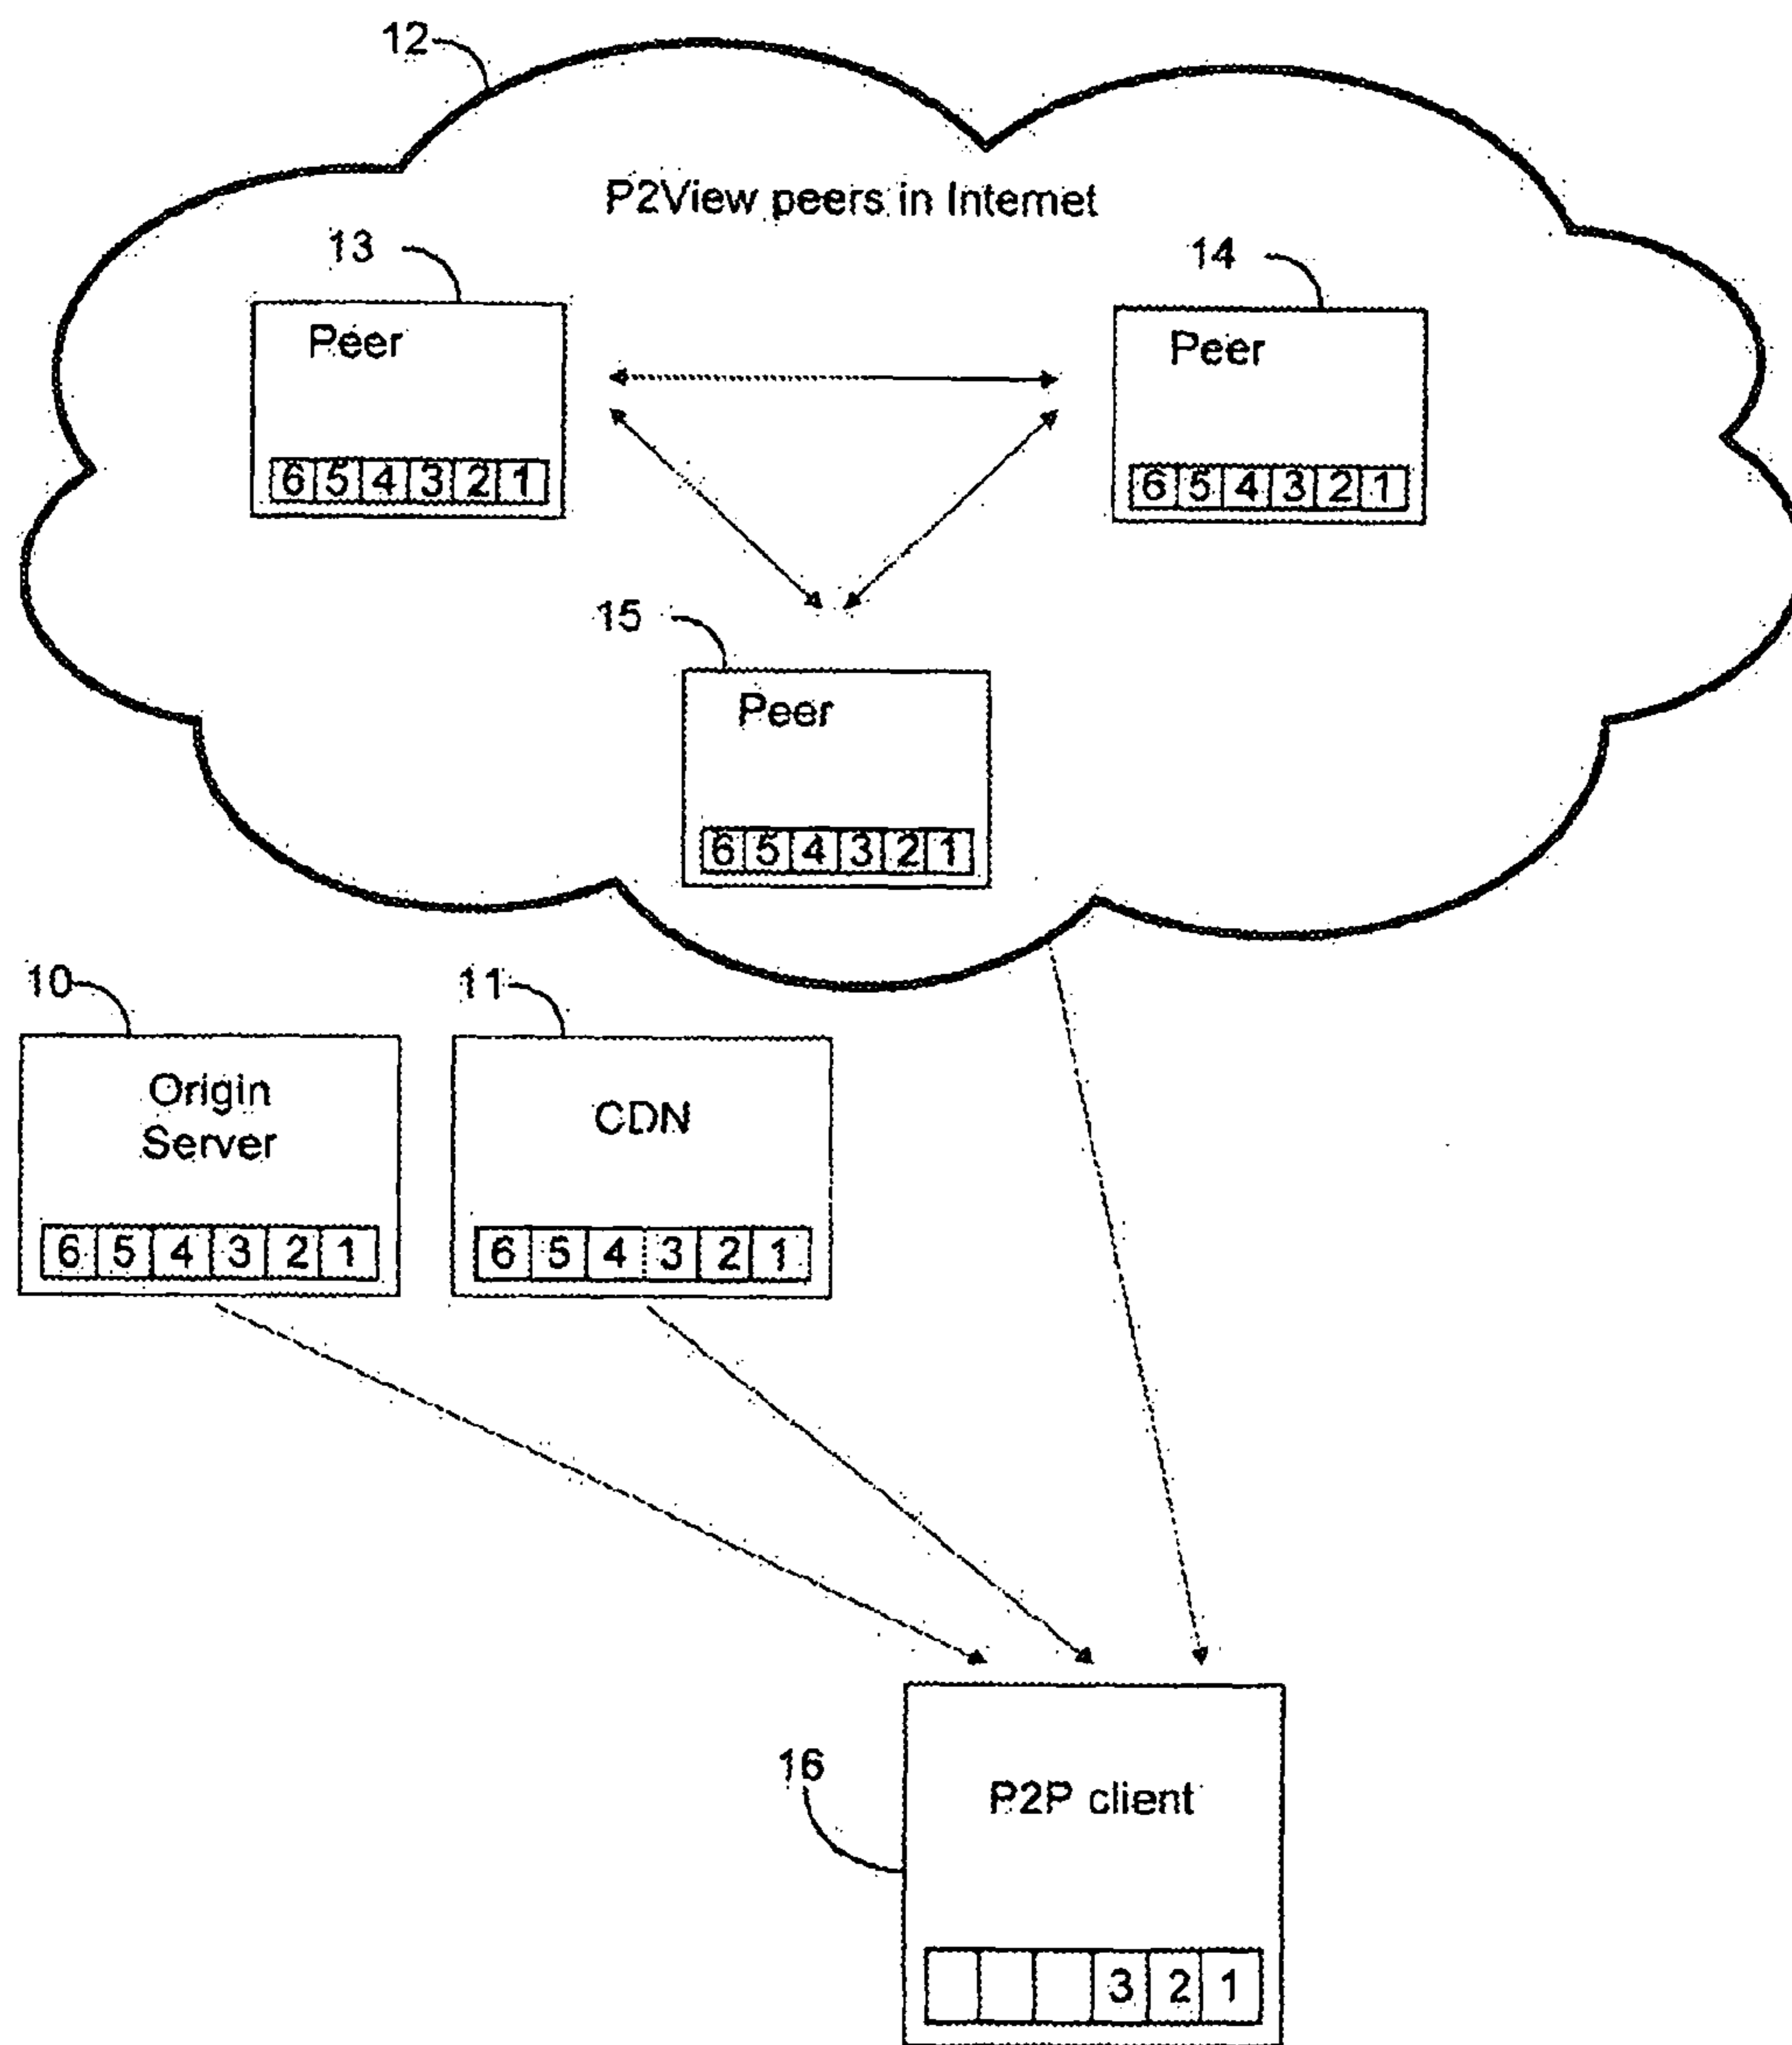 12
P2View peers in Internet
13
14
Peer
Peer
6 5 4 3 2 1
6 5 4 3 2 1
15
Peer
6 5 4 3 2 1
10
11
Origin
Server
CDN
6 5 4 3 2 1
6 5 4 3 2 1
16
P2P client
3 2 1